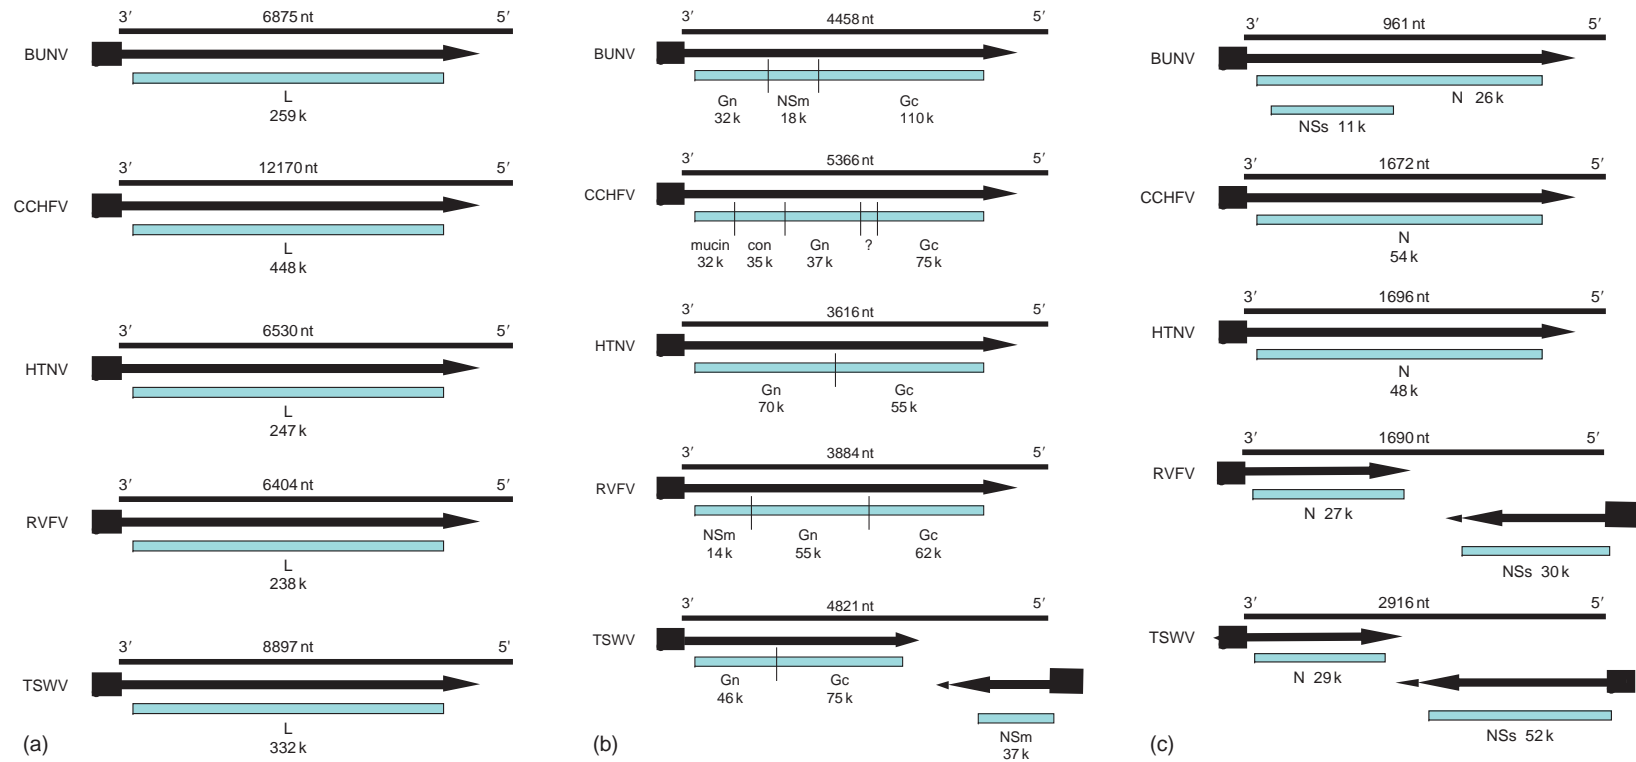 3′ 6875 nt 5′
BUNV
L
259 k
3′ 12170 nt 5′
CCHFV
L
448 k
3′ 6530 nt 5′
HTNV
L
247 k
3′ 6404 nt 5′
RVFV
L
238 k
3′ 8897 nt 5′
TSWV
L
332 k
(a)
3′ 4458 nt 5′
BUNV
Gn NSm Gc
32 k 18 k 110 k
3′ 5366 nt 5′
CCHFV
mucin con Gn ? Gc
32 k 35 k 37 k 75 k
3′ 3616 nt 5′
HTNV
Gn Gc
70 k 55 k
3′ 3884 nt 5′
RVFV
NSm Gn Gc
14 k 55 k 62 k
3′ 4821 nt 5′
TSWV
Gn Gc
46 k 75 k
NSm
37 k
(b)
3′ 961 nt 5′
BUNV
N 26 k
NSs 11 k
3′ 1672 nt 5′
CCHFV
N
54 k
3′ 1696 nt 5′
HTNV
N
48 k
3′ 1690 nt 5′
RVFV
N 27 k
NSs 30 k
3′ 2916 nt 5′
TSWV
N 29 k
NSs 52 k
(c)